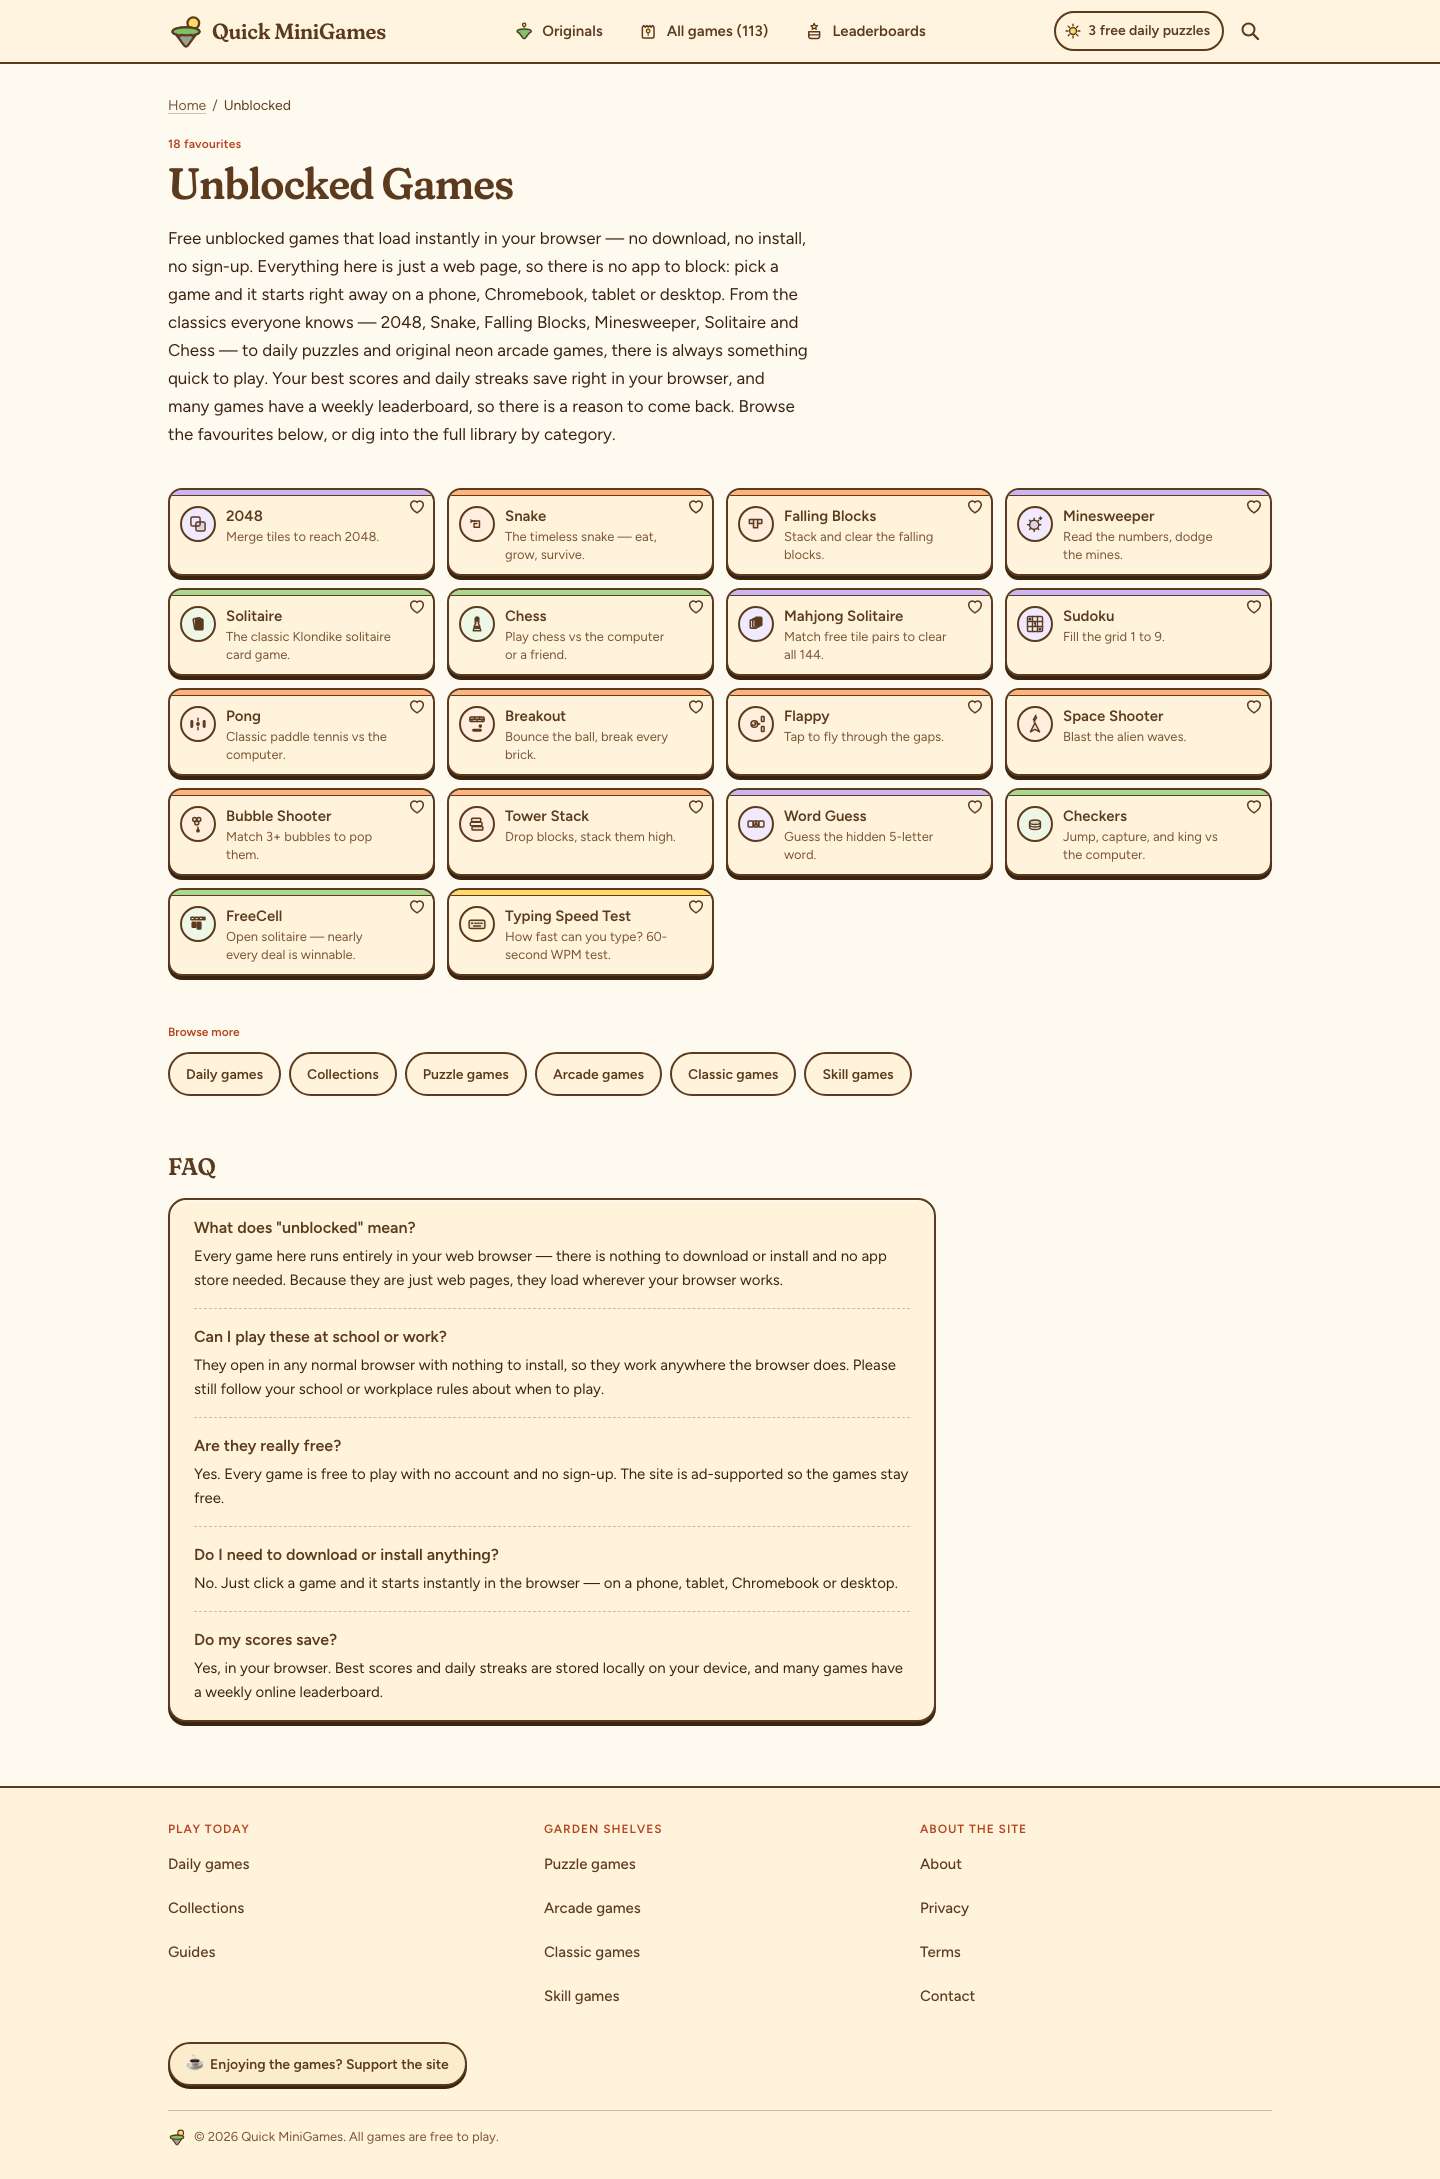 Quick MiniGames
Originals
All games (113)
Leaderboards
3 free daily puzzles
Home / Unblocked
18 favourites
Unblocked Games
Free unblocked games that load instantly in your browser — no download, no install,
no sign-up. Everything here is just a web page, so there is no app to block: pick a
game and it starts right away on a phone, Chromebook, tablet or desktop. From the
classics everyone knows — 2048, Snake, Falling Blocks, Minesweeper, Solitaire and
Chess — to daily puzzles and original neon arcade games, there is always something
quick to play. Your best scores and daily streaks save right in your browser, and
many games have a weekly leaderboard, so there is a reason to come back. Browse
the favourites below, or dig into the full library by category.
2048
Merge tiles to reach 2048.
Snake
The timeless snake — eat,
grow, survive.
Falling Blocks
Stack and clear the falling
blocks.
Minesweeper
Read the numbers, dodge
the mines.
Solitaire
The classic Klondike solitaire
card game.
Chess
Play chess vs the computer
or a friend.
Mahjong Solitaire
Match free tile pairs to clear
all 144.
Sudoku
Fill the grid 1 to 9.
Pong
Classic paddle tennis vs the
computer.
Breakout
Bounce the ball, break every
brick.
Flappy
Tap to fly through the gaps.
Space Shooter
Blast the alien waves.
Bubble Shooter
Match 3+ bubbles to pop
them.
Tower Stack
Drop blocks, stack them high.
Word Guess
Guess the hidden 5-letter
word.
Checkers
Jump, capture, and king vs
the computer.
FreeCell
Open solitaire — nearly
every deal is winnable.
Typing Speed Test
How fast can you type? 60-
second WPM test.
Browse more
Daily games
Collections
Puzzle games
Arcade games
Classic games
Skill games
FAQ
What does "unblocked" mean?
Every game here runs entirely in your web browser — there is nothing to download or install and no app
store needed. Because they are just web pages, they load wherever your browser works.
Can I play these at school or work?
They open in any normal browser with nothing to install, so they work anywhere the browser does. Please
still follow your school or workplace rules about when to play.
Are they really free?
Yes. Every game is free to play with no account and no sign-up. The site is ad-supported so the games stay
free.
Do I need to download or install anything?
No. Just click a game and it starts instantly in the browser — on a phone, tablet, Chromebook or desktop.
Do my scores save?
Yes, in your browser. Best scores and daily streaks are stored locally on your device, and many games have
a weekly online leaderboard.
PLAY TODAY
Daily games
Collections
Guides
GARDEN SHELVES
Puzzle games
Arcade games
Classic games
Skill games
ABOUT THE SITE
About
Privacy
Terms
Contact
Enjoying the games? Support the site
© 2026 Quick MiniGames. All games are free to play.